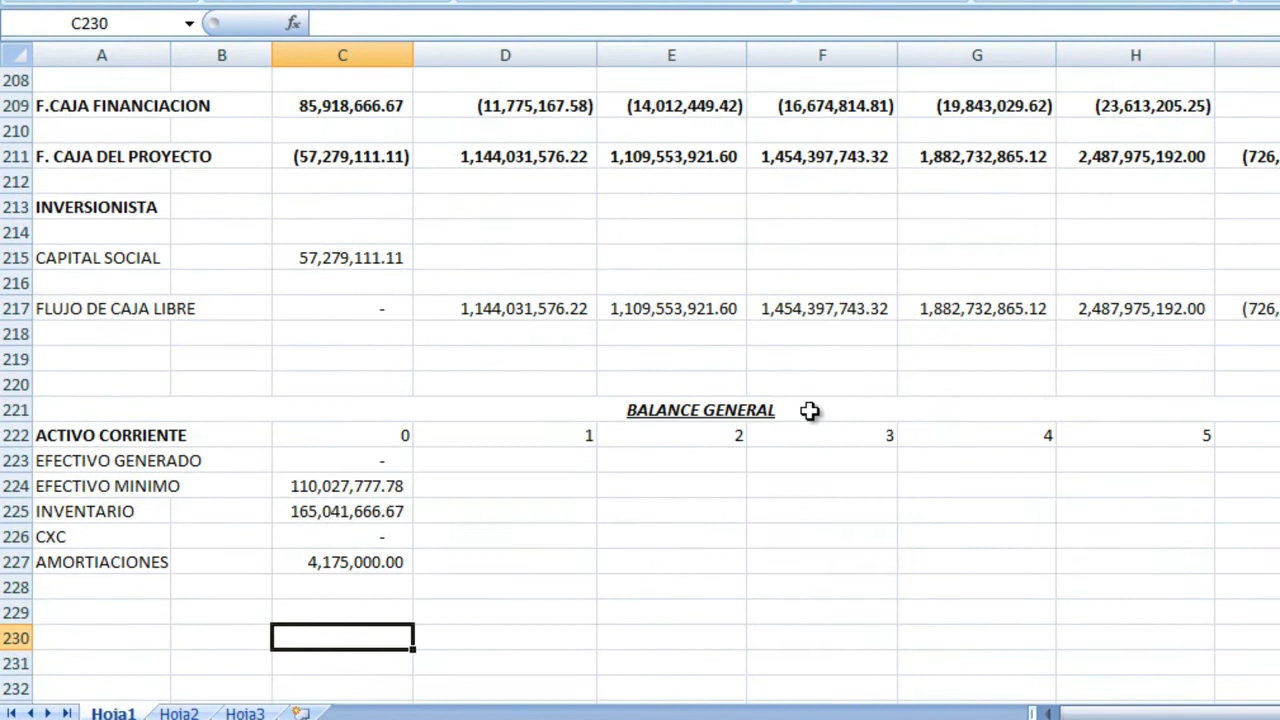 C230 fx
A B C D E F G H
208
209 F.CAJA FINANCIACION 85,918,666.67 (11,775,167.58) (14,012,449.42) (16,674,814.81) (19,843,029.62) (23,613,205.25)
210
211 F. CAJA DEL PROYECTO (57,279,111.11) 1,144,031,576.22 1,109,553,921.60 1,454,397,743.32 1,882,732,865.12 2,487,975,192.00 (726,
212
213 INVERSIONISTA
214
215 CAPITAL SOCIAL 57,279,111.11
216
217 FLUJO DE CAJA LIBRE - 1,144,031,576.22 1,109,553,921.60 1,454,397,743.32 1,882,732,865.12 2,487,975,192.00 (726,
218
219
220
221 BALANCE GENERAL
222 ACTIVO CORRIENTE 0 1 2 3 4 5
223 EFECTIVO GENERADO -
224 EFECTIVO MINIMO 110,027,777.78
225 INVENTARIO 165,041,666.67
226 CXC -
227 AMORTIACIONES 4,175,000.00
228
229
230
231
232
Hoja1 Hoja2 Hoja3